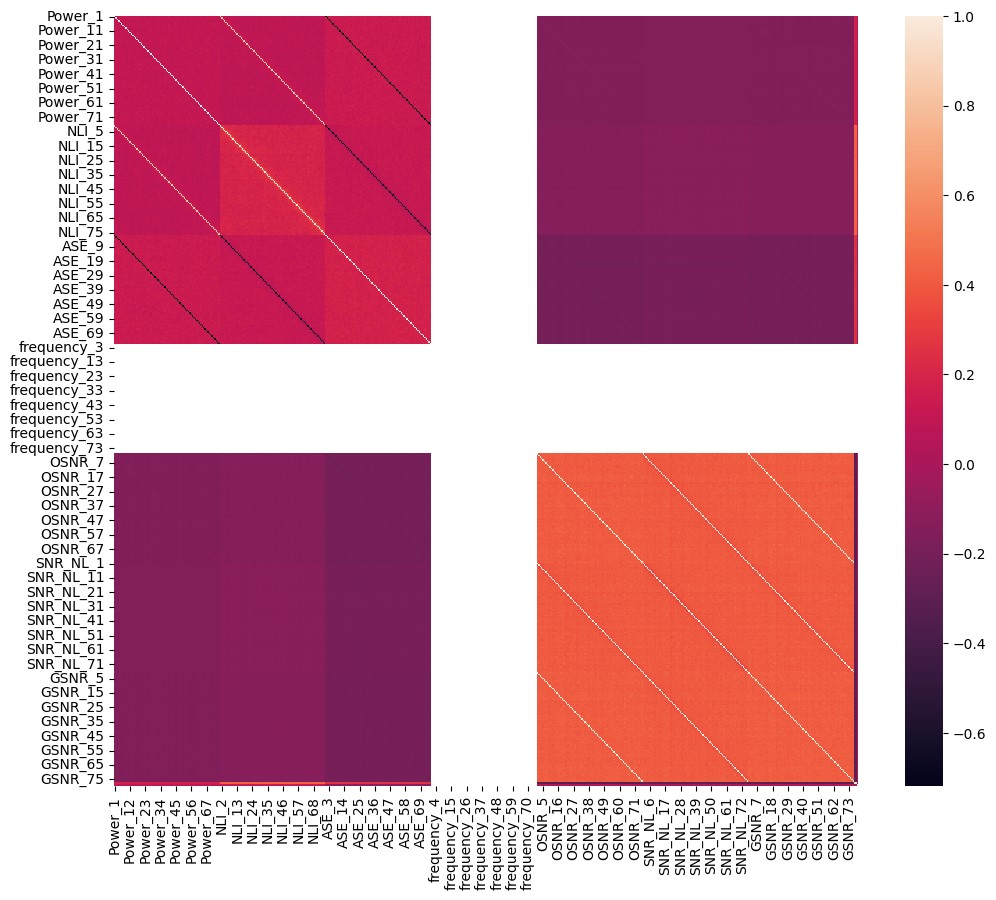 Power_1
Power_11
Power_21
Power_31
Power_41
Power_51
Power_61
Power_71
NLI_5
NLI_15
NLI_25
NLI_35
NLI_45
NLI_55
NLI_65
NLI_75
ASE_9
ASE_19
ASE_29
ASE_39
ASE_49
ASE_59
ASE_69
frequency_3
frequency_13
frequency_23
frequency_33
frequency_43
frequency_53
frequency_63
frequency_73
OSNR_7
OSNR_17
OSNR_27
OSNR_37
OSNR_47
OSNR_57
OSNR_67
SNR_NL_1
SNR_NL_11
SNR_NL_21
SNR_NL_31
SNR_NL_41
SNR_NL_51
SNR_NL_61
SNR_NL_71
GSNR_5
GSNR_15
GSNR_25
GSNR_35
GSNR_45
GSNR_55
GSNR_65
GSNR_75
Power_1
Power_12
Power_23
Power_34
Power_45
Power_56
Power_67
NLI_2
NLI_13
NLI_24
NLI_35
NLI_46
NLI_57
NLI_68
ASE_3
ASE_14
ASE_25
ASE_36
ASE_47
ASE_58
ASE_69
frequency_4
frequency_15
frequency_26
frequency_37
frequency_48
frequency_59
frequency_70
OSNR_5
OSNR_16
OSNR_27
OSNR_38
OSNR_49
OSNR_60
OSNR_71
SNR_NL_6
SNR_NL_17
SNR_NL_28
SNR_NL_39
SNR_NL_50
SNR_NL_61
SNR_NL_72
GSNR_7
GSNR_18
GSNR_29
GSNR_40
GSNR_51
GSNR_62
GSNR_73
1.0
0.8
0.6
0.4
0.2
0.0
−0.2
−0.4
−0.6